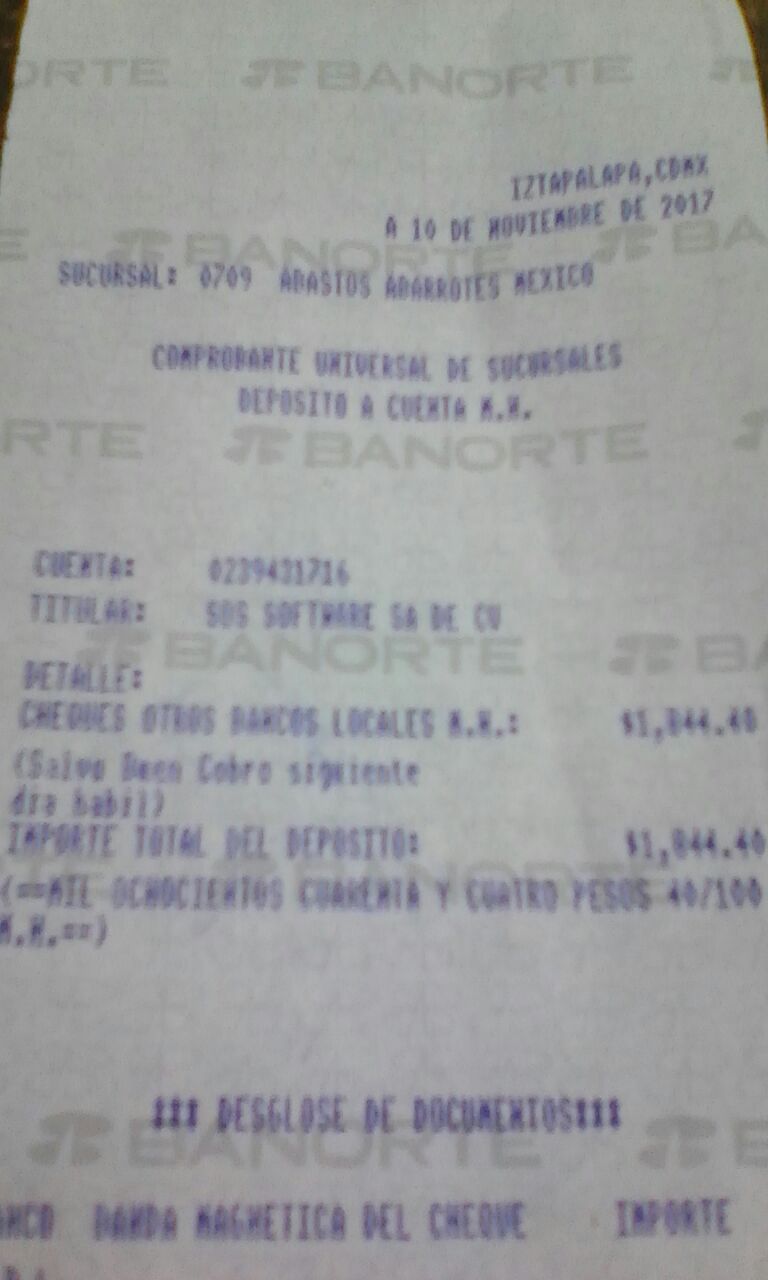 BANORTE
IZTAPALAPA,CDMX
A 10 DE NOVIEMBRE DE 2017
SUCURSAL: 0709 ABASTOS ABARROTES MEXICO
COMPROBANTE UNIVERSAL DE SUCURSALES
DEPOSITO A CUENTA M.N.
CUENTA: 0239431716
TITULAR: SOS SOFTWARE SA DE CV
DETALLE:
CHEQUES OTROS BANCOS LOCALES M.N.: $1,844.40
(Salvo Buen Cobro siguiente
dia habil)
IMPORTE TOTAL DEL DEPOSITO: $1,844.40
(==MIL OCHOCIENTOS CUARENTA Y CUATRO PESOS 40/100
M.N.==)
*** DESGLOSE DE DOCUMENTOS***
BANDA MAGNETICA DEL CHEQUE IMPORTE